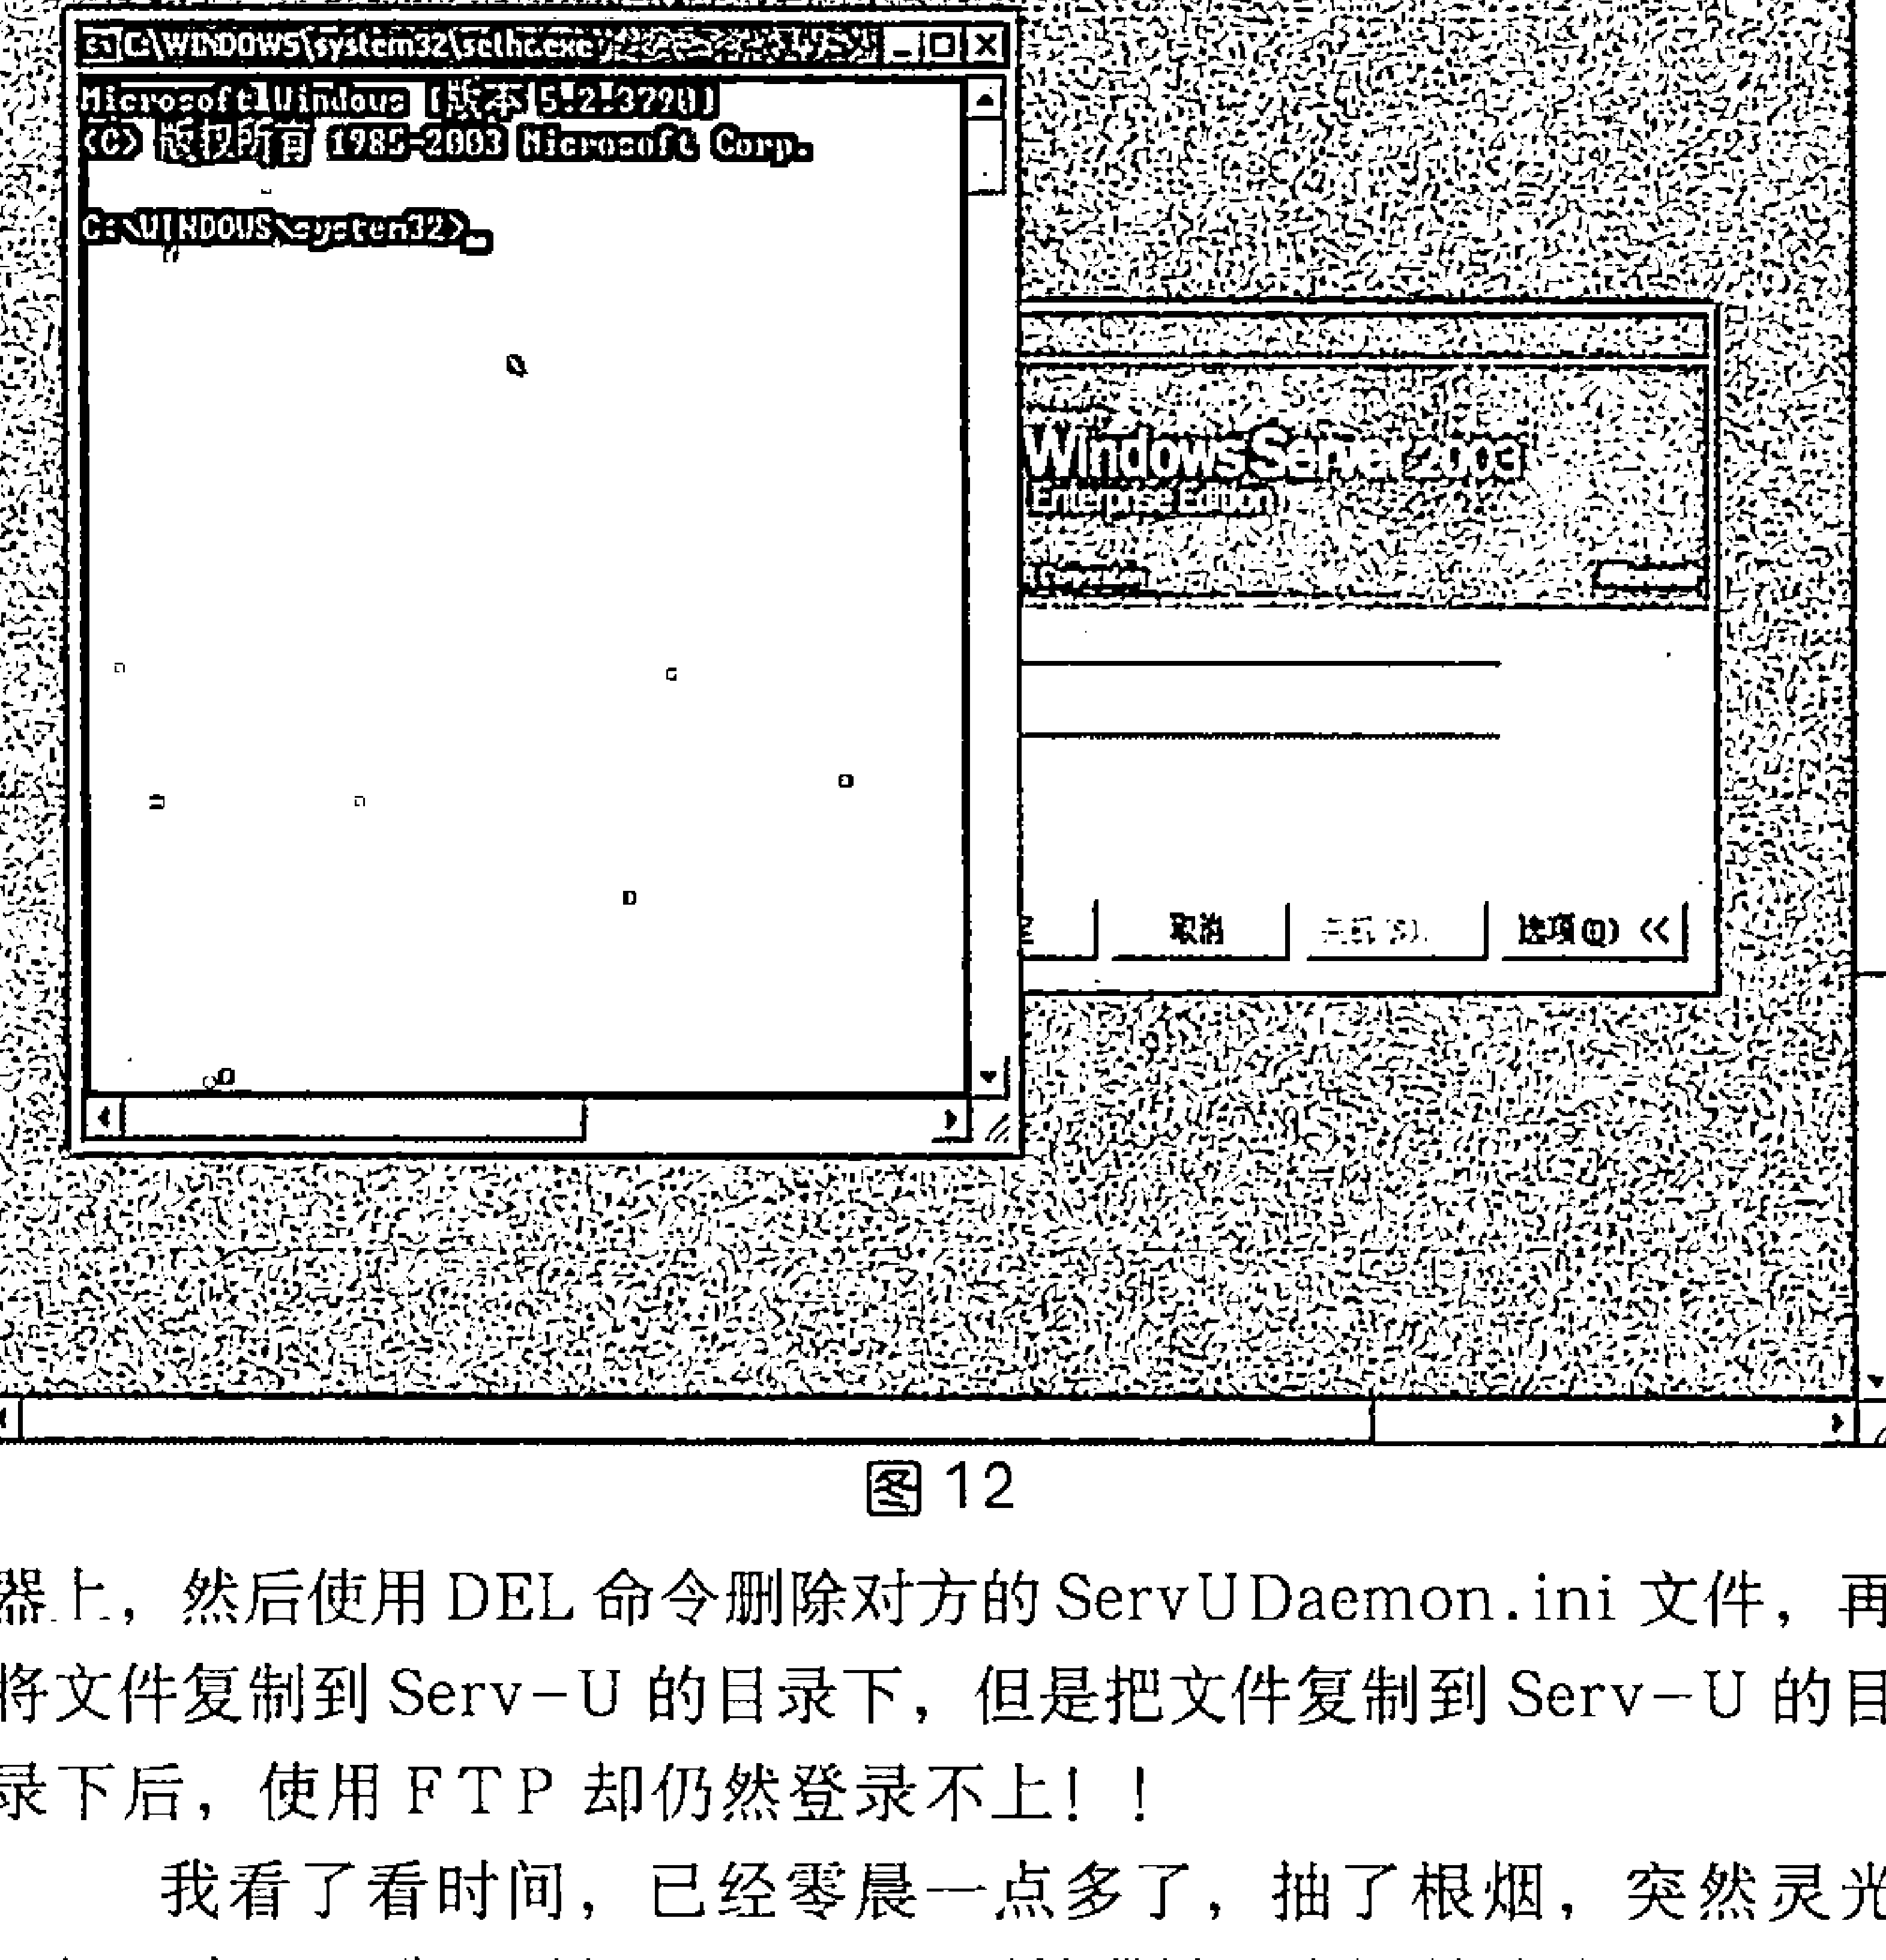 C:\WINDOWS\system32\sethc.exe
Microsoft Windows [版本 5.2.3790]
(C) 版权所有 1985-2003 Microsoft Corp.
C:\WINDOWS\system32>
Windows Server 2003
Enterprise Edition
Corporation
取消
选项(O) <<
图 12
器上，然后使用 DEL 命令删除对方的 ServUDaemon.ini 文件，再
将文件复制到 Serv-U 的目录下，但是把文件复制到 Serv-U 的目
录下后，使用 FTP 却仍然登录不上！！
我看了看时间，已经零晨一点多了，抽了根烟，突然灵光